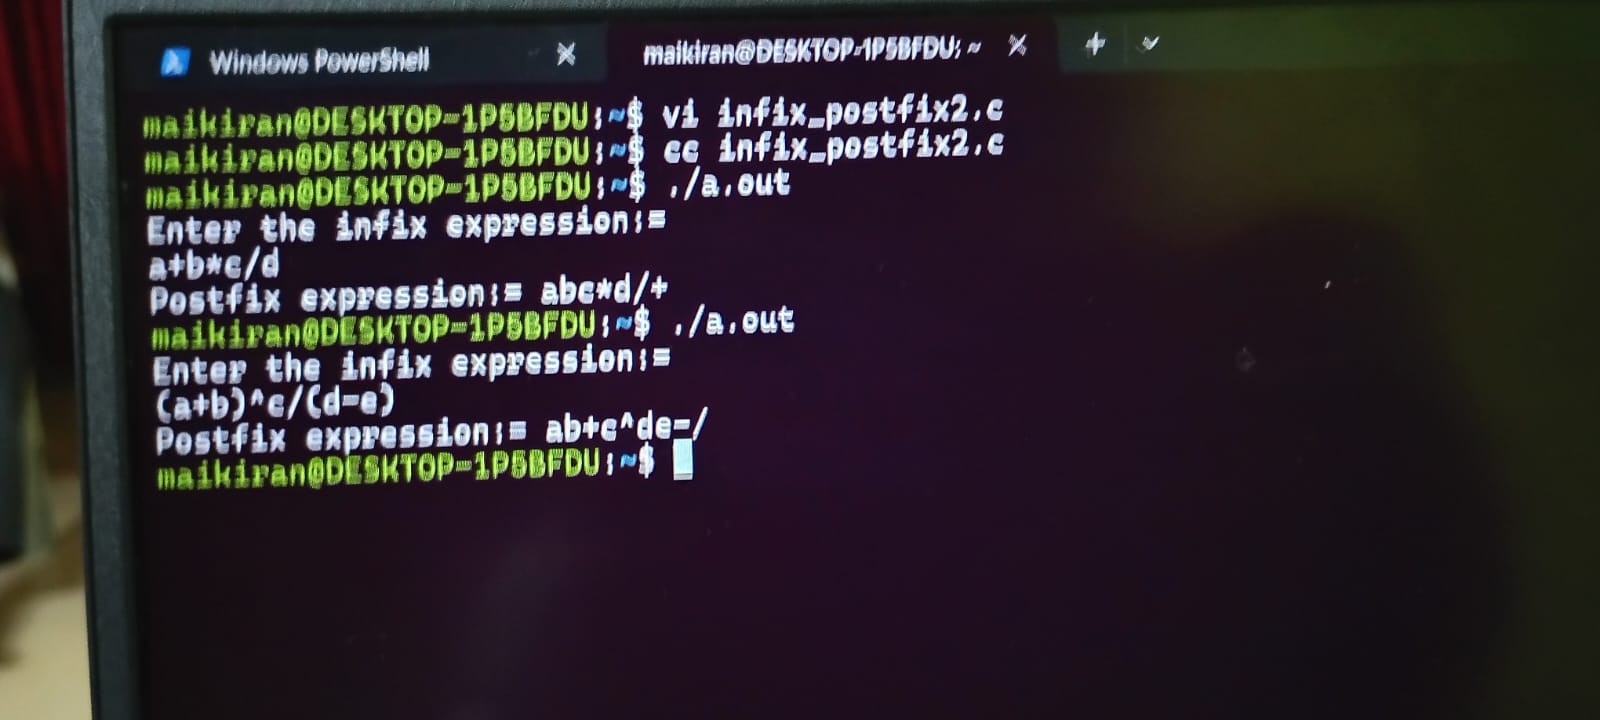 Windows PowerShell
maikiran@DESKTOP-1P5BFDU: ~
maikiran@DESKTOP-1P5BFDU:~$ vi infix_postfix2.c
maikiran@DESKTOP-1P5BFDU:~$ cc infix_postfix2.c
maikiran@DESKTOP-1P5BFDU:~$ ./a.out
Enter the infix expression:=
a+b*c/d
Postfix expression:= abc*d/+
maikiran@DESKTOP-1P5BFDU:~$ ./a.out
Enter the infix expression:=
(a+b)^c/(d-e)
Postfix expression:= ab+c^de-/
maikiran@DESKTOP-1P5BFDU:~$